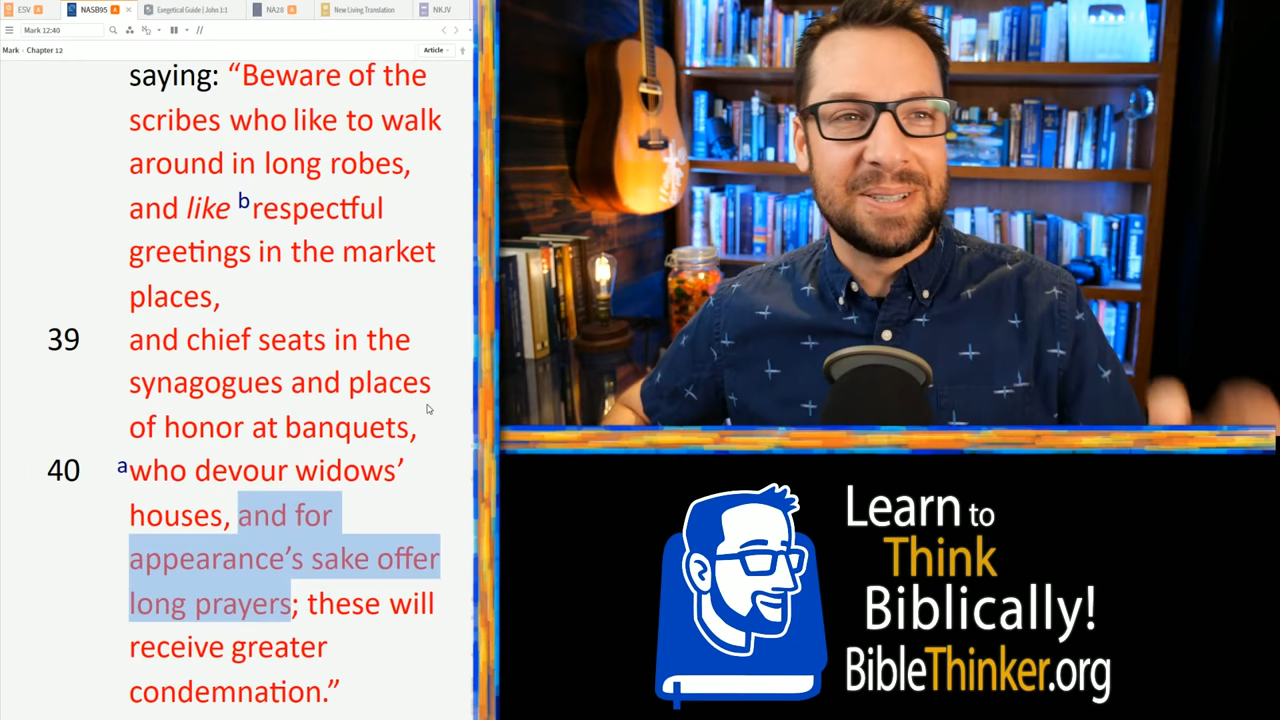 ESV A
NASB95 A
Exegetical Guide | John 1:1
NA28 A
New Living Translation
NKJV
Mark 12:40
Mark › Chapter 12
Article
saying: “Beware of the
scribes who like to walk
around in long robes,
and like b respectful
greetings in the market
places,
39 and chief seats in the
synagogues and places
of honor at banquets,
40 a who devour widows’
houses, and for
appearance’s sake offer
long prayers; these will
receive greater
condemnation.”
Learn to
Think
Biblically!
BibleThinker.org